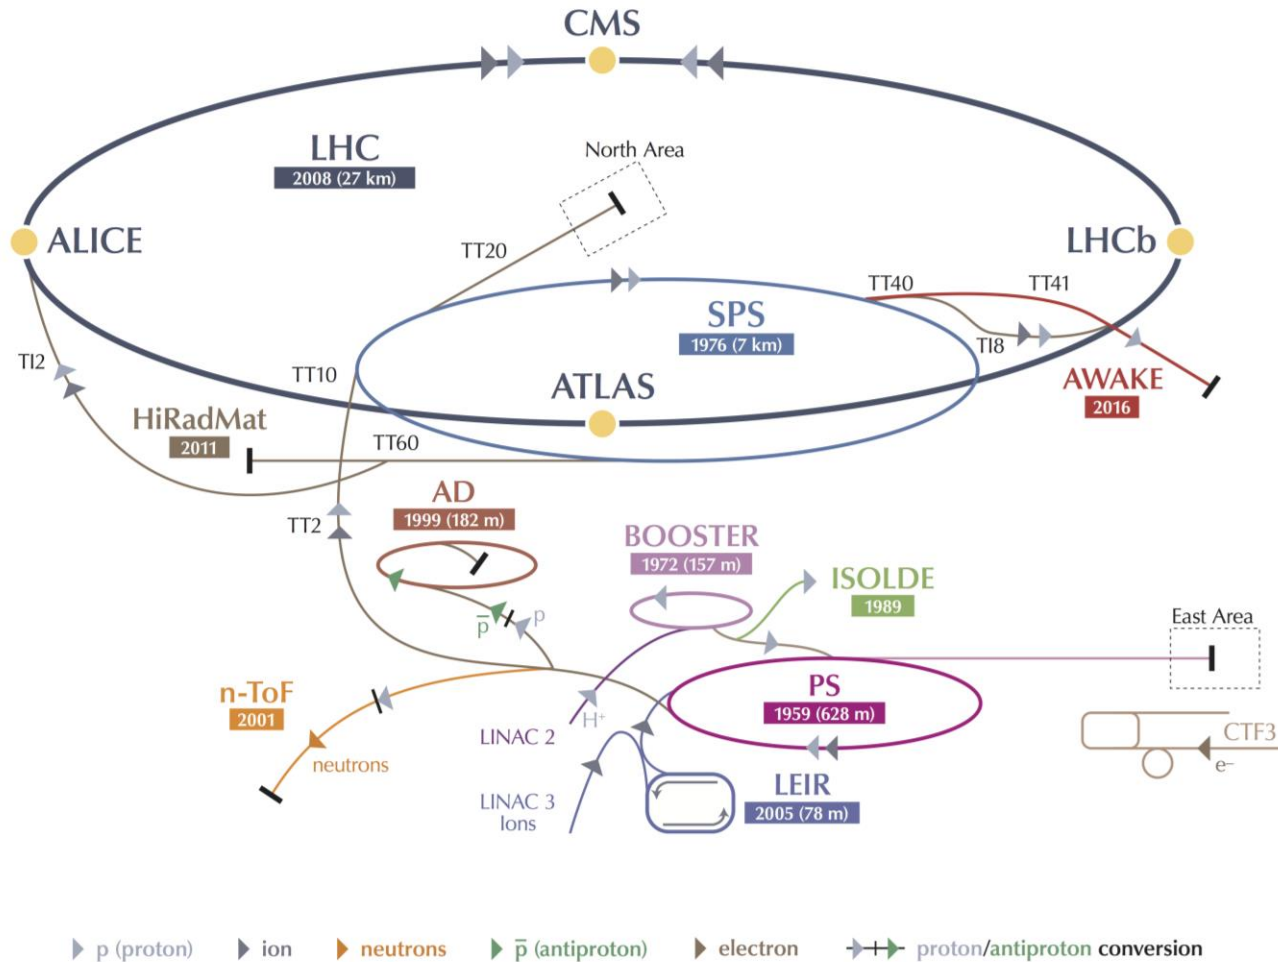 CMS
LHC
2008 (27 km)
North Area
ALICE
TT20
LHCb
TT40
TT41
SPS
1976 (7 km)
TI8
TI2
TT10
ATLAS
AWAKE
2016
HiRadMat
2011
TT60
AD
1999 (182 m)
TT2
BOOSTER
1972 (157 m)
ISOLDE
1989
p̅
p
East Area
n-ToF
2001
PS
1959 (628 m)
H⁺
LINAC 2
neutrons
CTF3
e–
LEIR
2005 (78 m)
LINAC 3
Ions
p (proton) ion neutrons p̅ (antiproton) electron proton/antiproton conversion